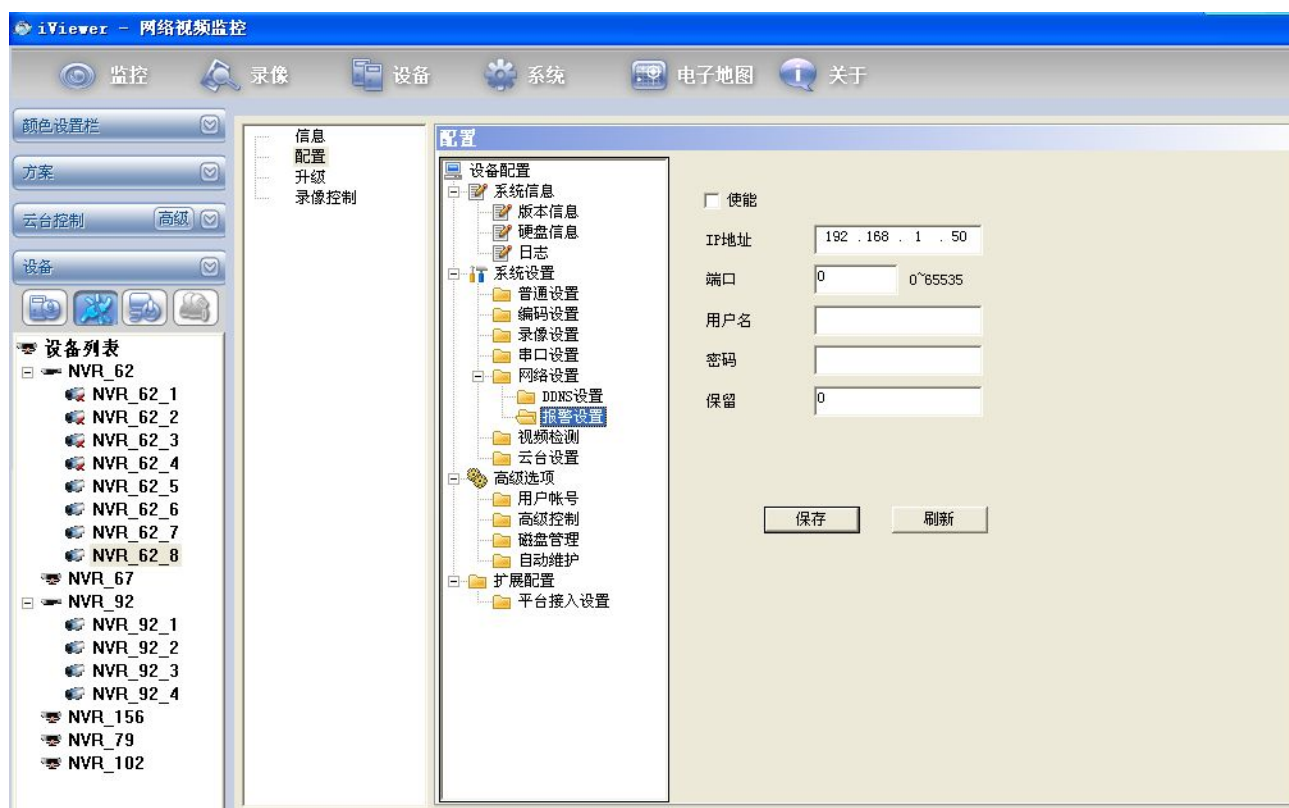 iViewer - 网络视频监控
监控 录像 设备 系统 电子地图 关于
颜色设置栏
方案
云台控制 高级
设备
设备列表
NVR_62
NVR_62_1
NVR_62_2
NVR_62_3
NVR_62_4
NVR_62_5
NVR_62_6
NVR_62_7
NVR_62_8
NVR_67
NVR_92
NVR_92_1
NVR_92_2
NVR_92_3
NVR_92_4
NVR_156
NVR_79
NVR_102
信息
配置
升级
录像控制
配置
设备配置
系统信息
版本信息
硬盘信息
日志
系统设置
普通设置
编码设置
录像设置
串口设置
网络设置
DDNS设置
报警设置
视频检测
云台设置
高级选项
用户帐号
高级控制
磁盘管理
自动维护
扩展配置
平台接入设置
使能
IP地址 192 .168 . 1 . 50
端口 0 0~65535
用户名
密码
保留 0
保存 刷新